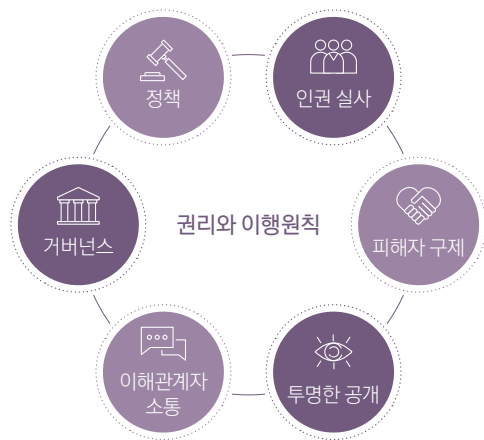 정책
인권 실사
거버넌스
권리와 이행원칙
피해자 구제
이해관계자
소통
투명한 공개